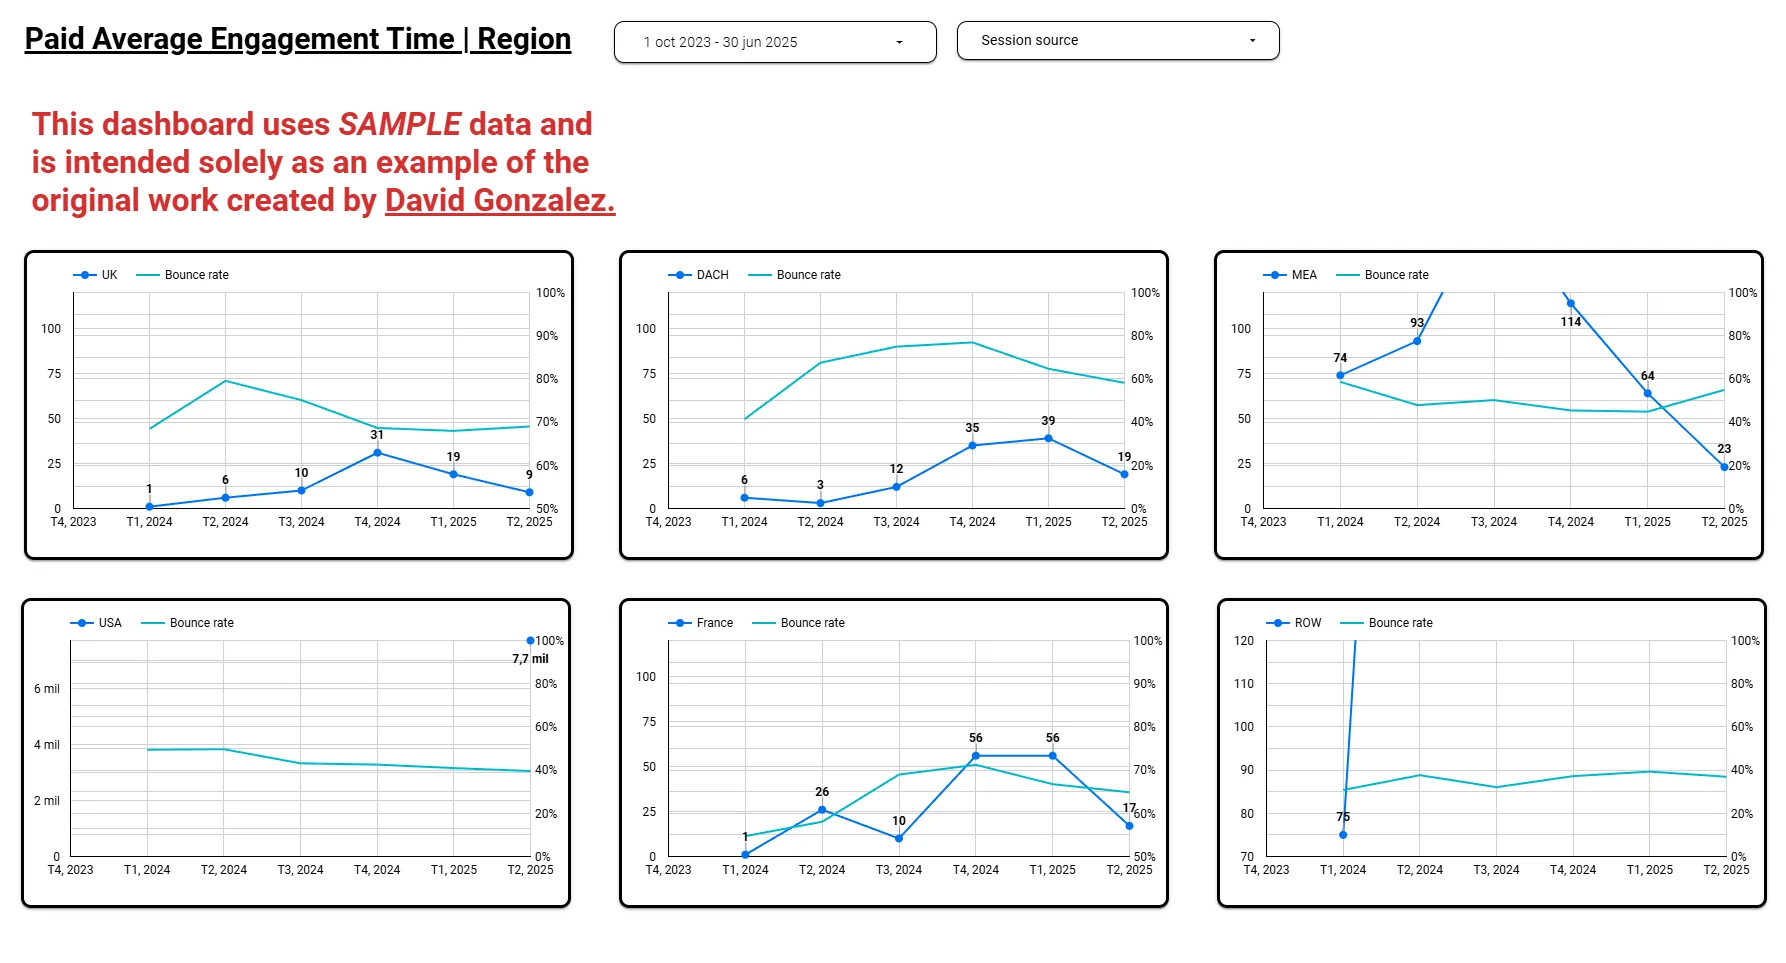 Paid Average Engagement Time | Region
1 oct 2023 - 30 jun 2025
Session source
This dashboard uses SAMPLE data and
is intended solely as an example of the
original work created by David Gonzalez.
UK Bounce rate
100%
100 90%
75 80%
50 70%
25 60%
0 50%
31
19
10
6
9
1
T4, 2023 T1, 2024 T2, 2024 T3, 2024 T4, 2024 T1, 2025 T2, 2025
DACH Bounce rate
100%
100 80%
75 60%
50 40%
25 20%
0 0%
6 3 12 35 39 19
T4, 2023 T1, 2024 T2, 2024 T3, 2024 T4, 2024 T1, 2025 T2, 2025
MEA Bounce rate
100%
100 80%
75 60%
50 40%
25 20%
0 0%
74 93 114 64 23
T4, 2023 T1, 2024 T2, 2024 T3, 2024 T4, 2024 T1, 2025 T2, 2025
USA Bounce rate
100%
7,7 mil
6 mil 80%
60%
4 mil 40%
2 mil 20%
0 0%
T4, 2023 T1, 2024 T2, 2024 T3, 2024 T4, 2024 T1, 2025 T2, 2025
France Bounce rate
100%
100 90%
75 80%
50 70%
25 60%
0 50%
1 26 10 56 56 17
T4, 2023 T1, 2024 T2, 2024 T3, 2024 T4, 2024 T1, 2025 T2, 2025
ROW Bounce rate
120 100%
110 80%
100 60%
90 40%
80 20%
70 0%
75
T4, 2023 T1, 2024 T2, 2024 T3, 2024 T4, 2024 T1, 2025 T2, 2025